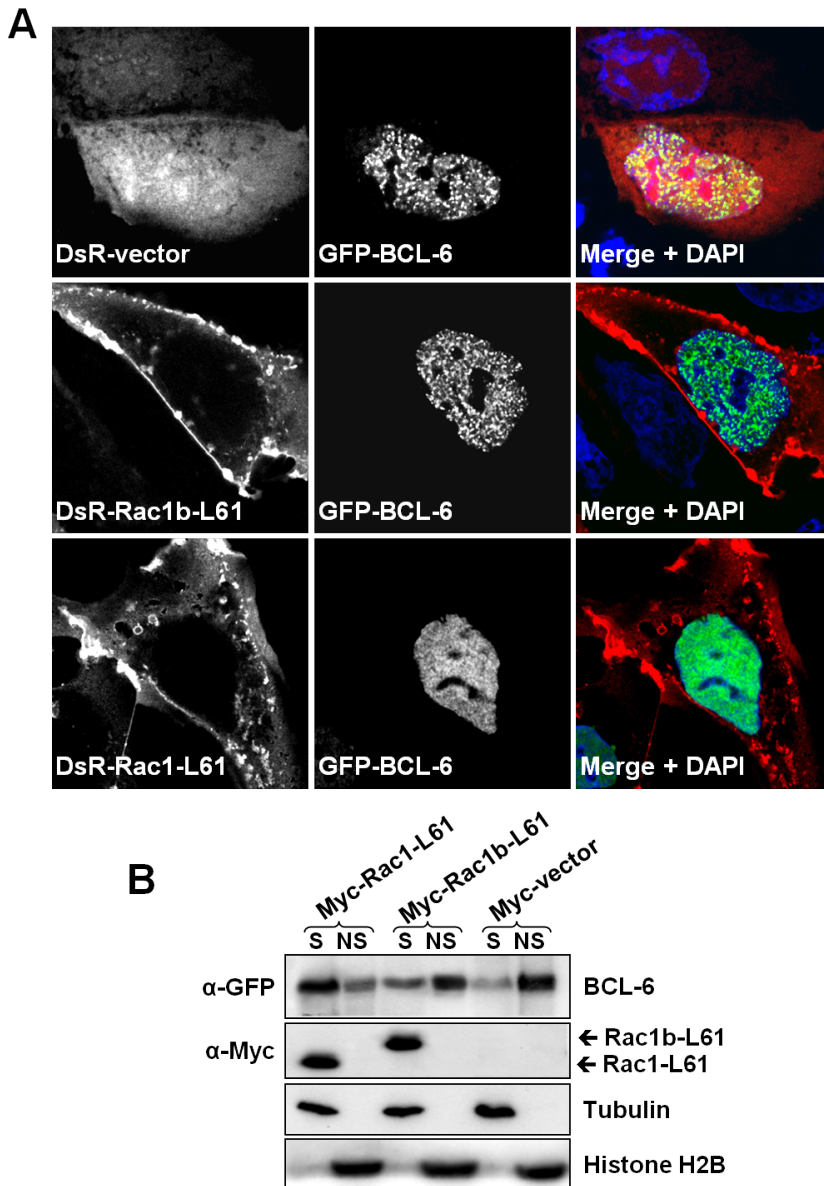 A
DsR-vector
GFP-BCL-6
Merge + DAPI
DsR-Rac1b-L61
GFP-BCL-6
Merge + DAPI
DsR-Rac1-L61
GFP-BCL-6
Merge + DAPI
B
Myc-Rac1-L61
Myc-Rac1b-L61
Myc-vector
S NS S NS S NS
α-GFP
BCL-6
α-Myc
← Rac1b-L61
← Rac1-L61
Tubulin
Histone H2B